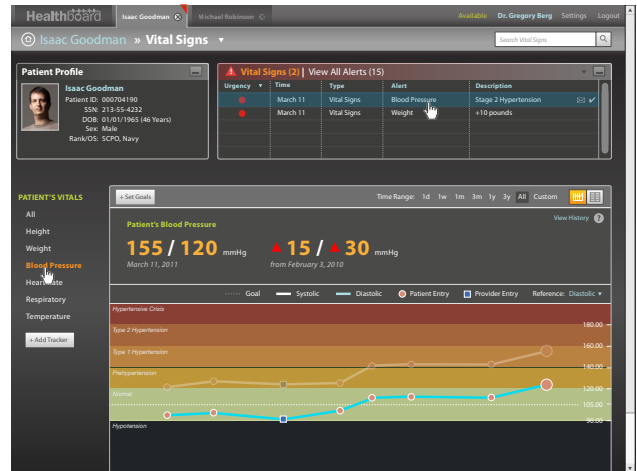 Healthboard
Isaac Goodman
Michael Robinson
Available Dr. Gregory Berg Settings Logout
Isaac Goodman » Vital Signs ▾
Search Vital Signs
Patient Profile
Isaac Goodman
Patient ID: 000704190
SSN: 213-55-4232
DOB: 01/01/1965 (46 Years)
Sex: Male
Rank/OS: SCPO, Navy
Vital Signs (2) | View All Alerts (15)
Urgency ▾ Time Type Alert Description
March 11 Vital Signs Blood Pressure Stage 2 Hypertension
March 11 Vital Signs Weight +10 pounds
PATIENT'S VITALS
All
Height
Weight
Blood Pressure
Heart Rate
Respiratory
Temperature
+ Add Tracker
+ Set Goals
Time Range: 1d 1w 1m 3m 1y 3y All Custom
View History ?
Patient's Blood Pressure
155 / 120 mmHg ▲ 15 / ▲ 30 mmHg
March 11, 2011 from February 3, 2010
Goal Systolic Diastolic Patient Entry Provider Entry Reference: Diastolic ▾
Hypertensive Crisis
180.00
Type 2 Hypertension
160.00
Type 1 Hypertension
140.00
Prehypertension
120.00
Normal
105.00
90.00
Hypotension